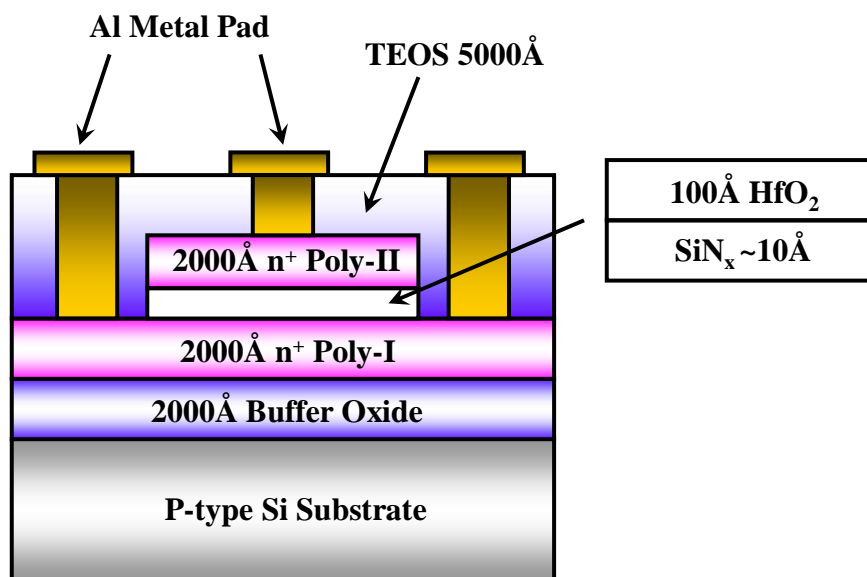 Al Metal Pad
TEOS 5000Å
100Å HfO₂
SiNₓ ~10Å
2000Å n⁺ Poly-II
2000Å n⁺ Poly-I
2000Å Buffer Oxide
P-type Si Substrate